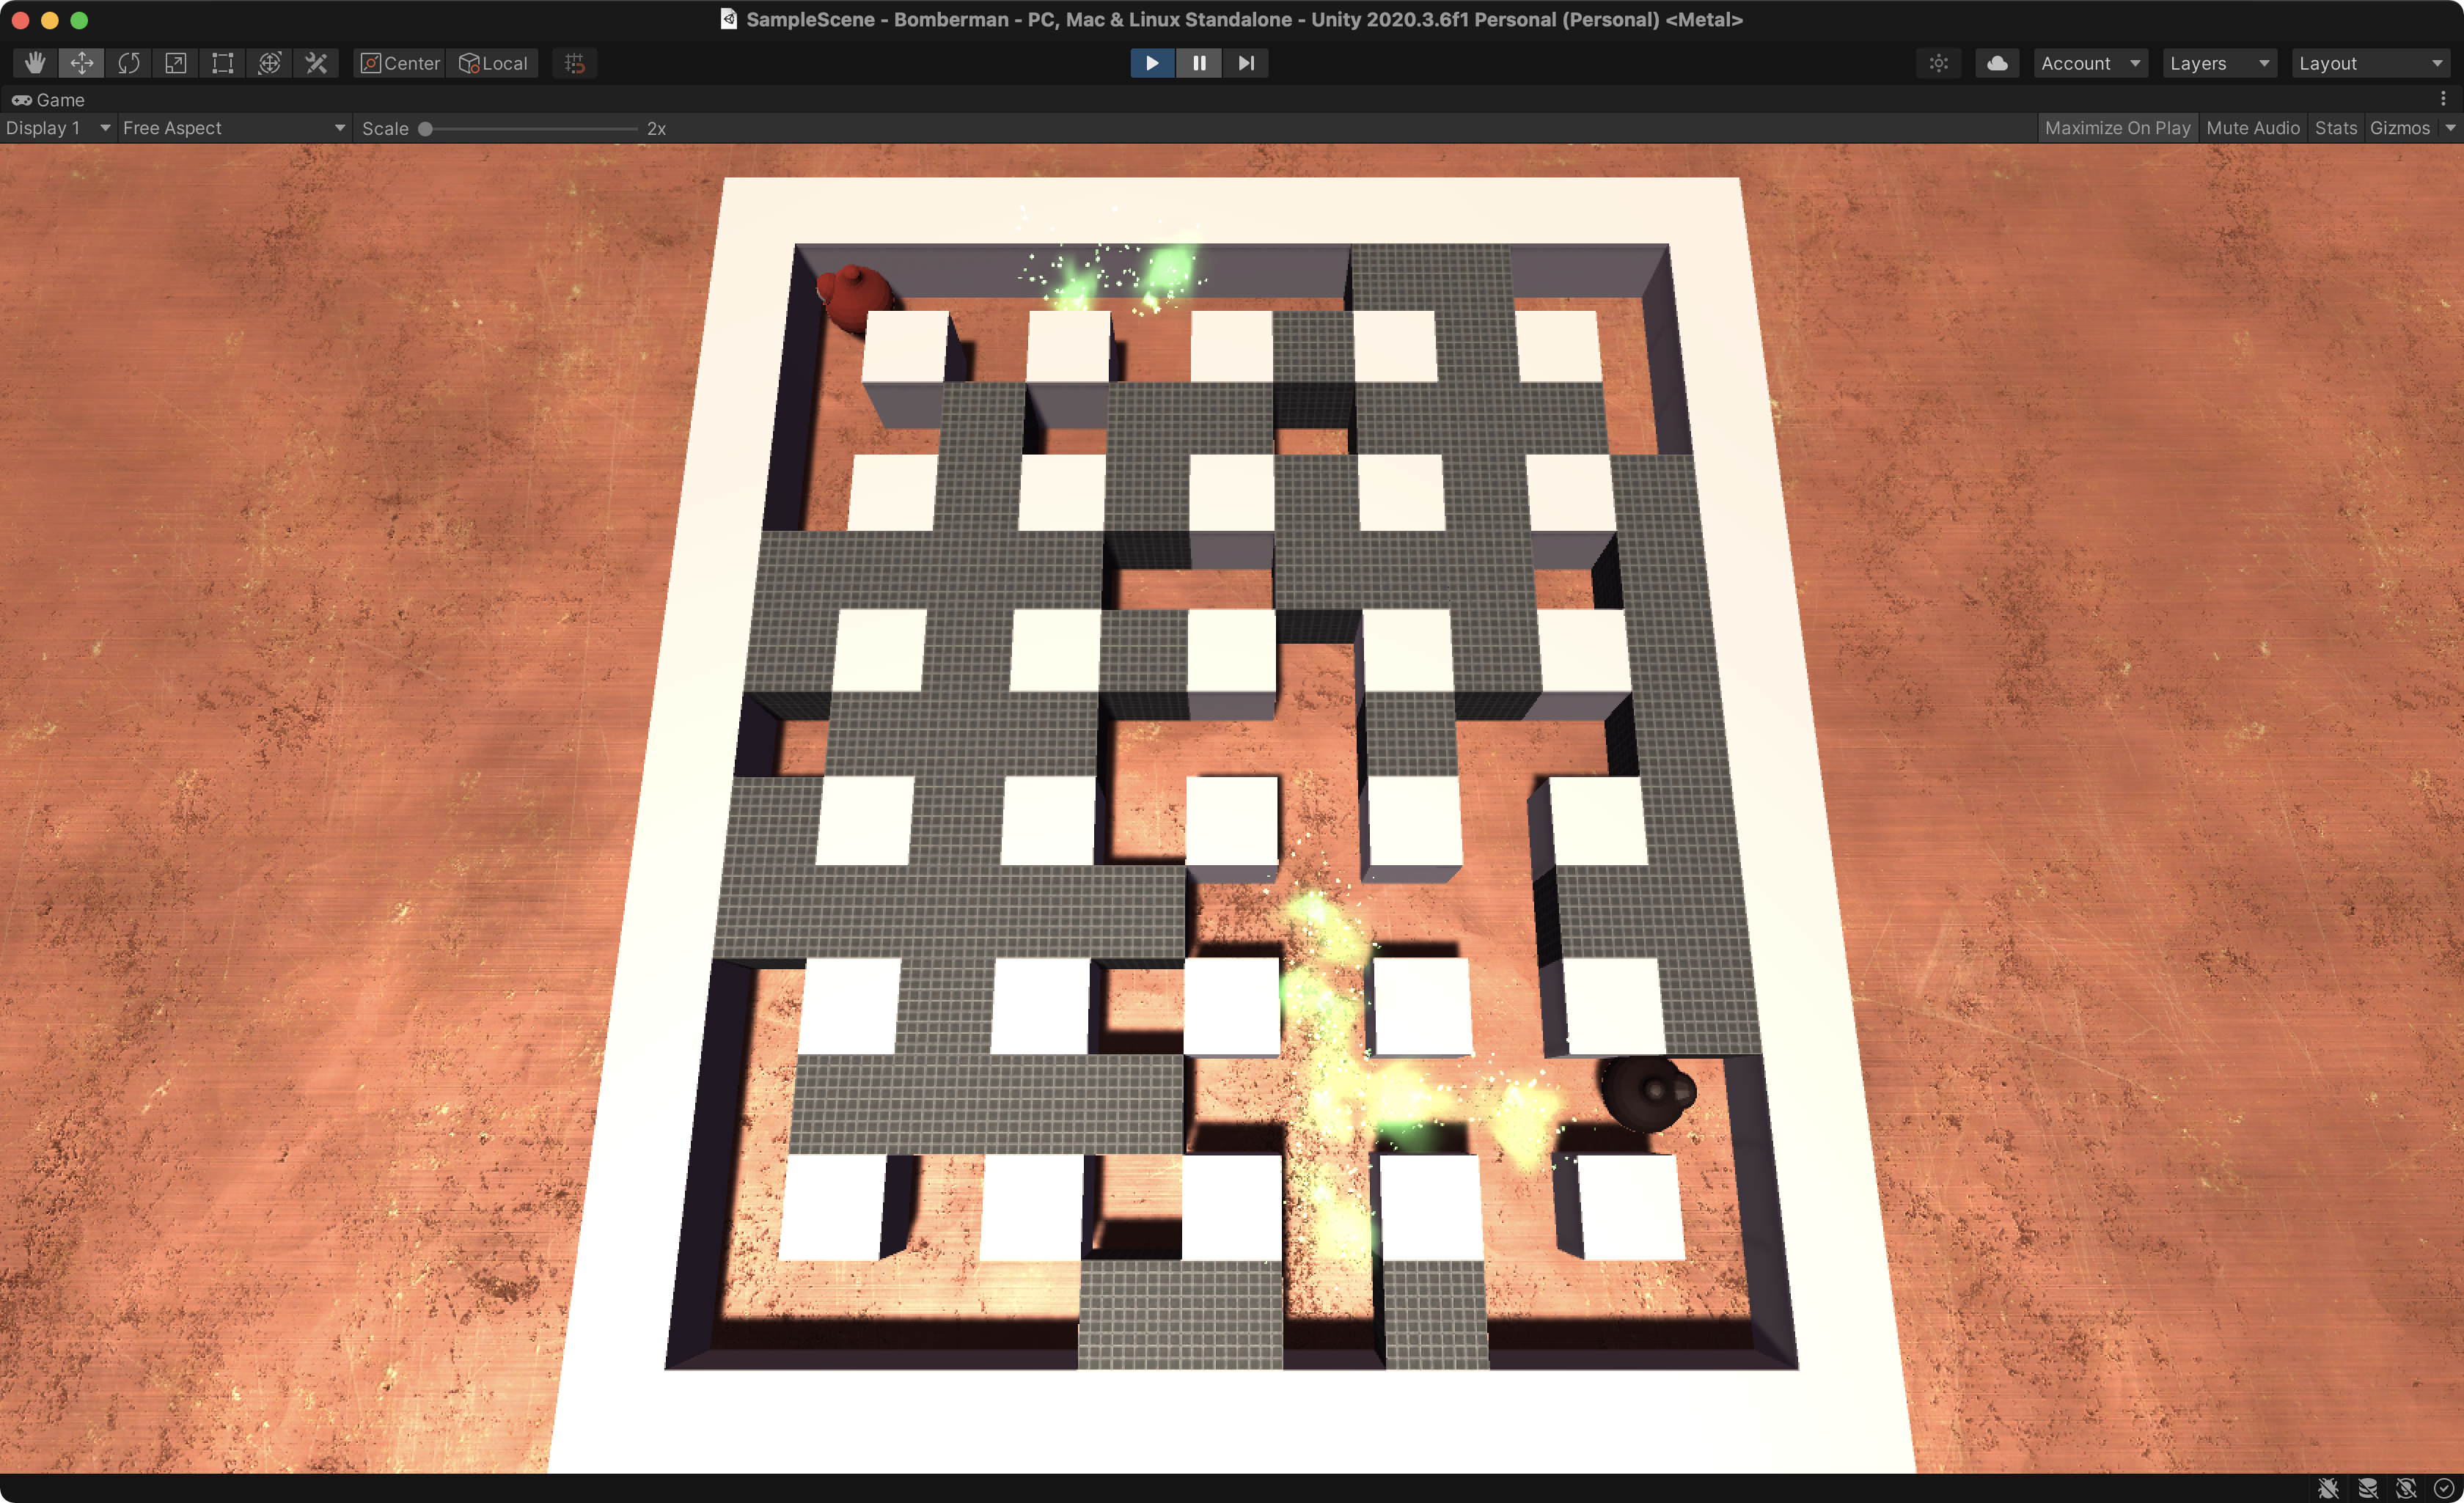 SampleScene - Bomberman - PC, Mac & Linux Standalone - Unity 2020.3.6f1 Personal (Personal) <Metal>
Center Local Account Layers Layout
Game
Display 1 Free Aspect Scale 2x Maximize On Play Mute Audio Stats Gizmos